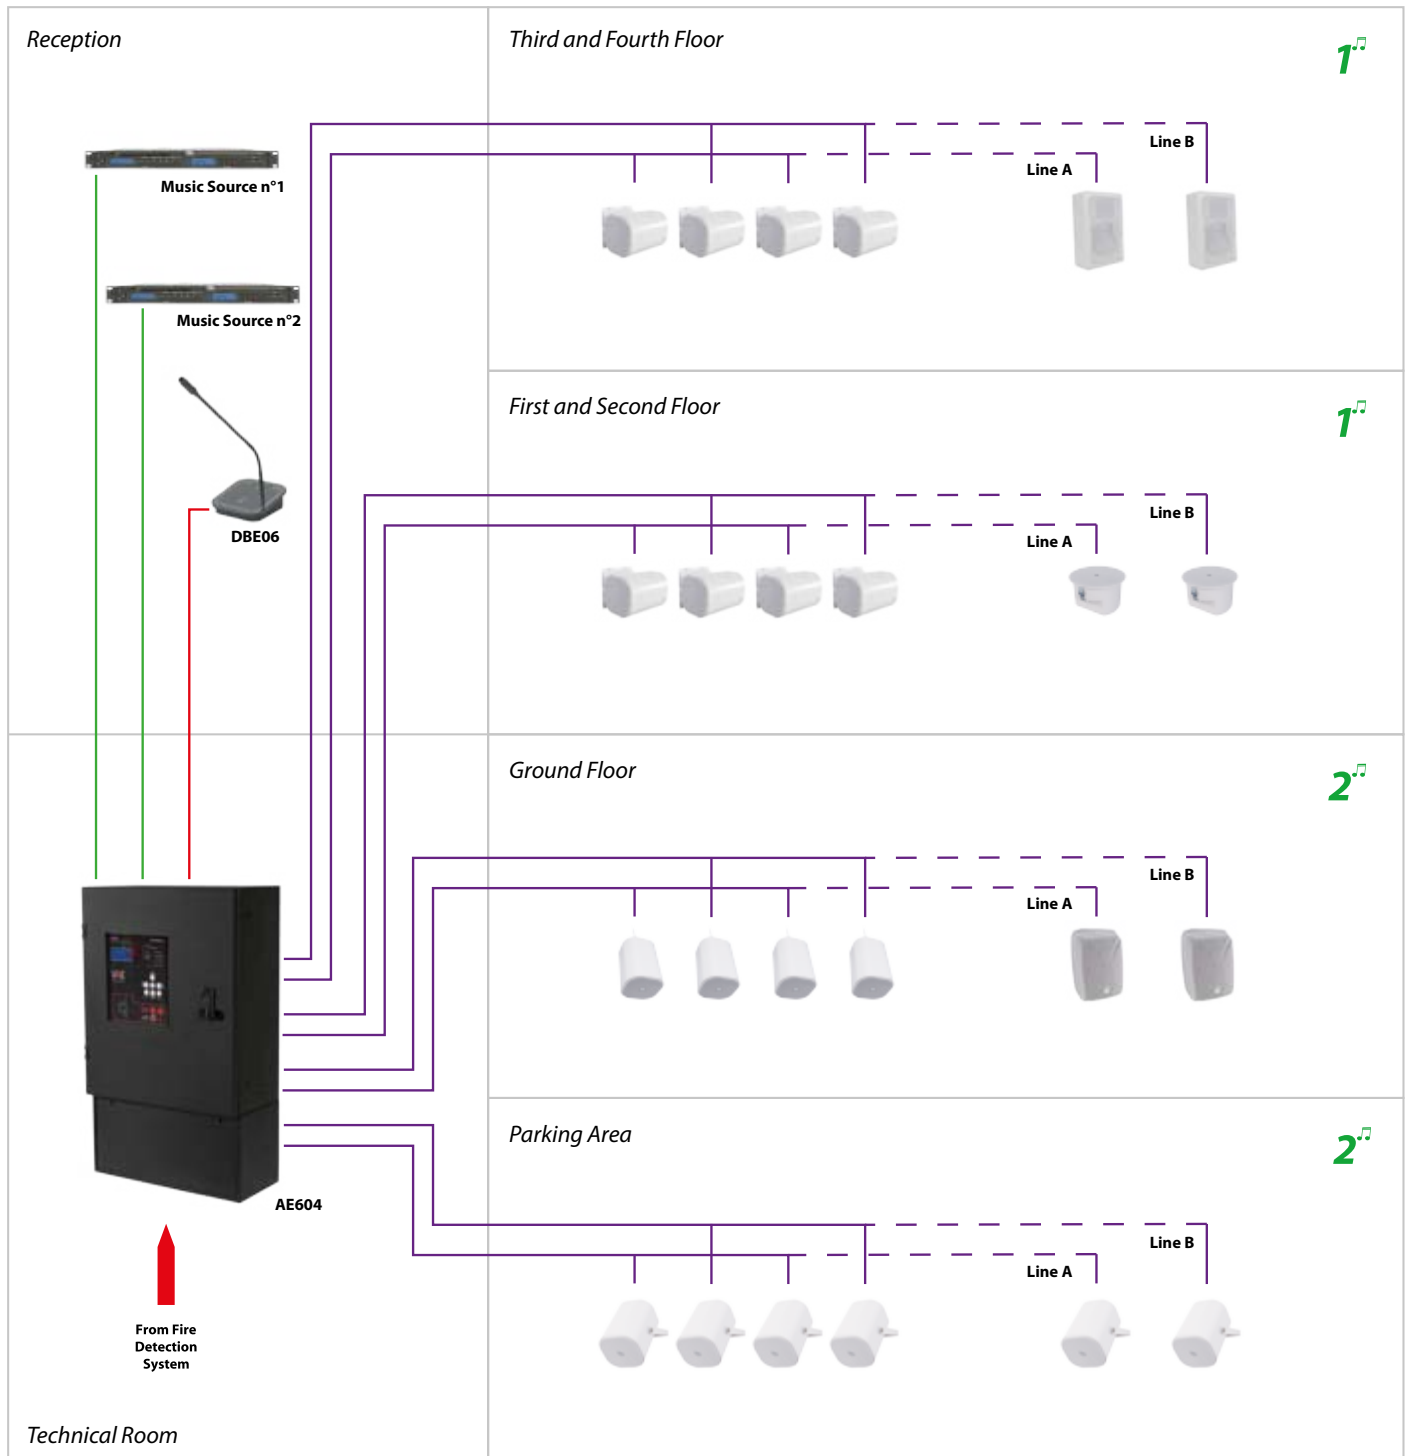 Reception
Music Source n°1
Music Source n°2
DBE06
Third and Fourth Floor
1
Line B
Line A
First and Second Floor
1
Line B
Line A
Ground Floor
2
Line B
Line A
Parking Area
2
Line B
Line A
AE604
From Fire
Detection
System
Technical Room